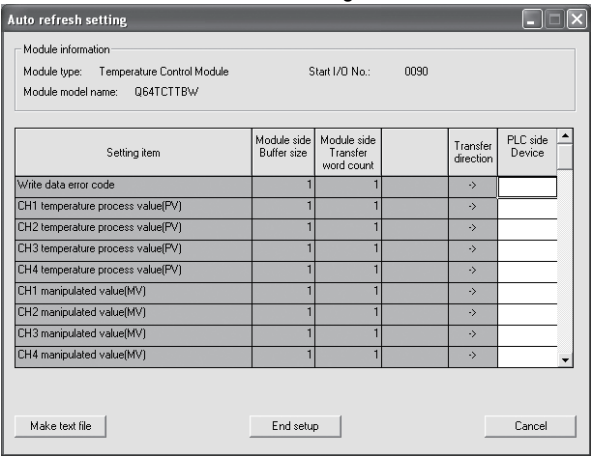 Auto refresh setting
Module information
Module type: Temperature Control Module Start I/O No.: 0090
Module model name: Q64TCTTBW
Setting item Module side Buffer size Module side Transfer word count Transfer direction PLC side Device
Write data error code 1 1 ->
CH1 temperature process value(PV) 1 1 ->
CH2 temperature process value(PV) 1 1 ->
CH3 temperature process value(PV) 1 1 ->
CH4 temperature process value(PV) 1 1 ->
CH1 manipulated value(MV) 1 1 ->
CH2 manipulated value(MV) 1 1 ->
CH3 manipulated value(MV) 1 1 ->
CH4 manipulated value(MV) 1 1 ->
Make text file End setup Cancel